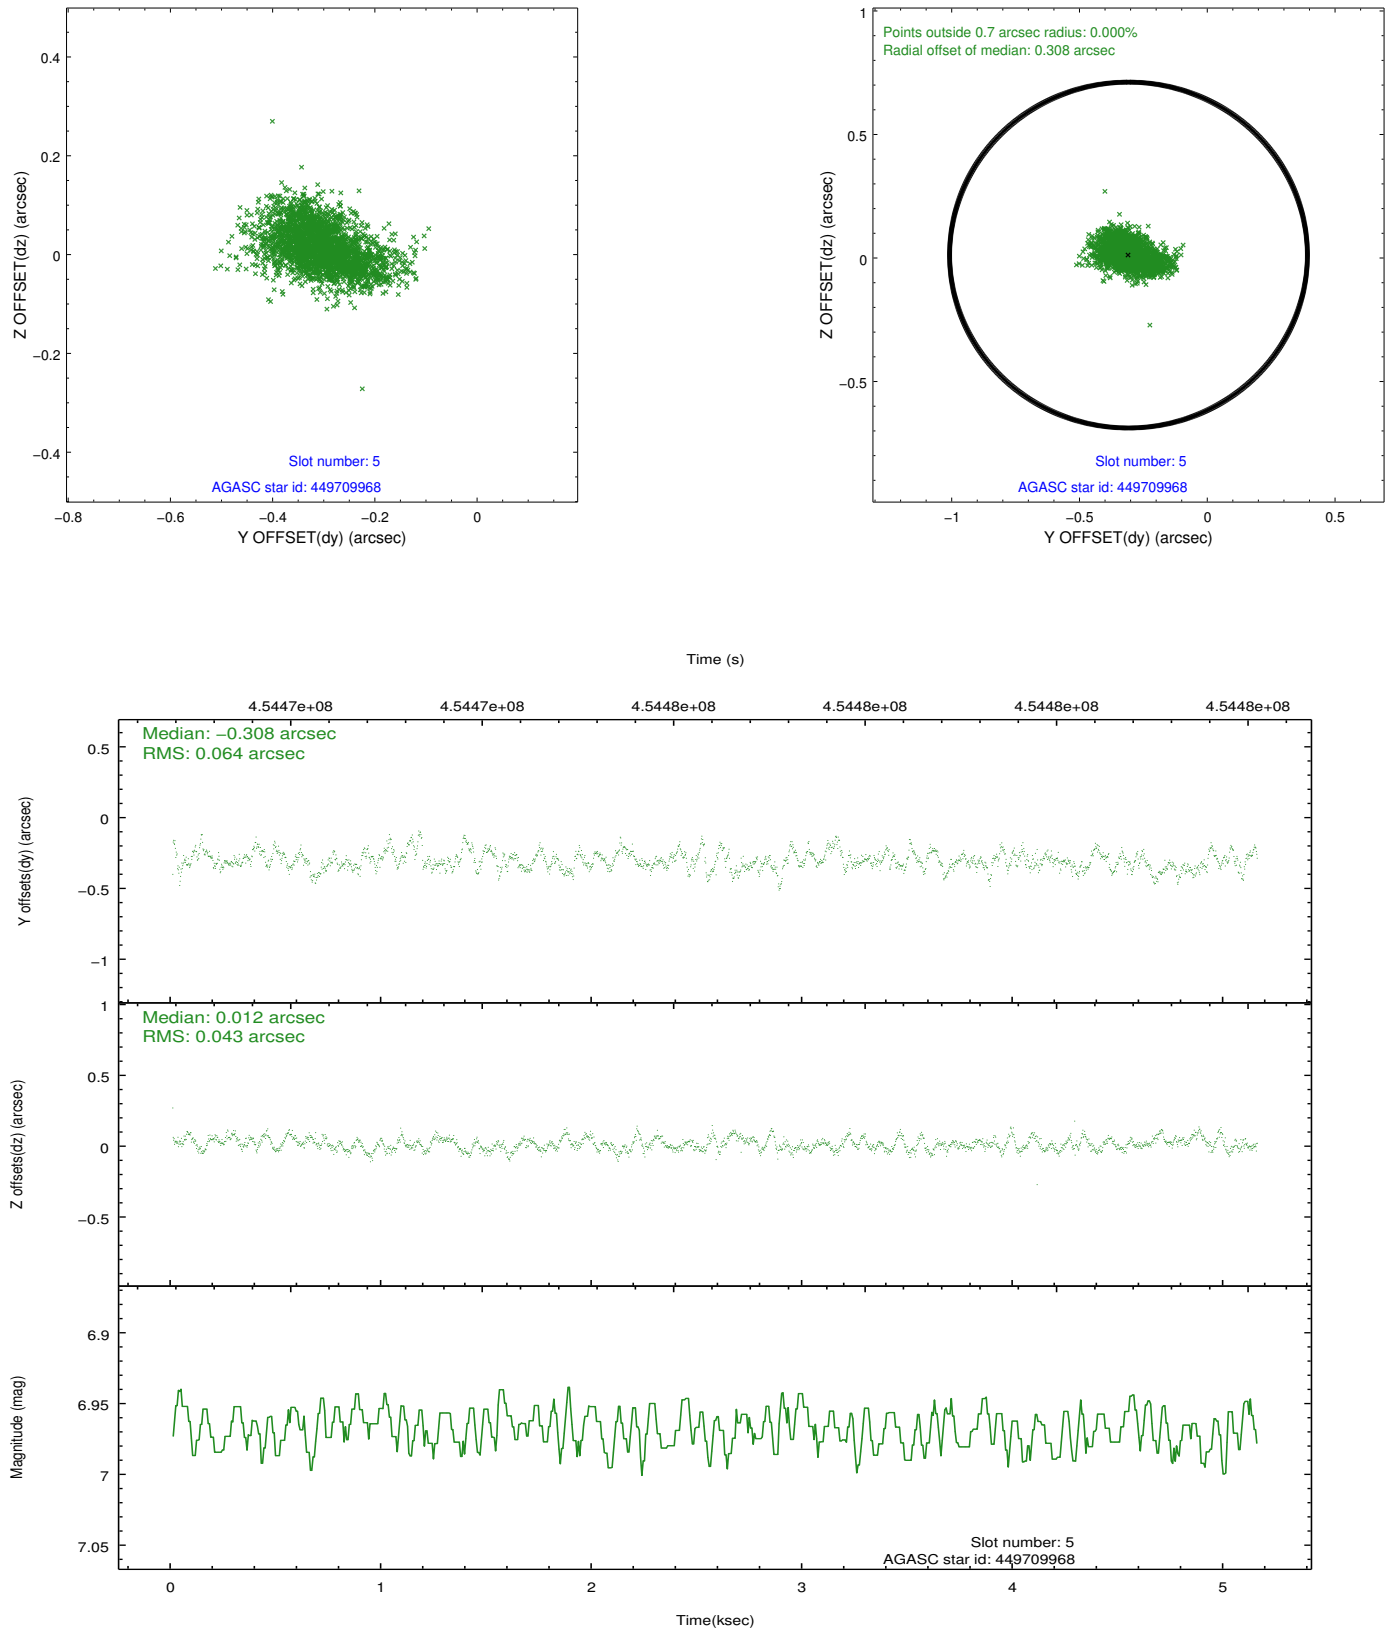 0.4
0.2
0
−0.2
−0.4
Z OFFSET(dz) (arcsec)
Slot number: 5
AGASC star id: 449709968
−0.8
−0.6
−0.4
−0.2
0
Y OFFSET(dy) (arcsec)
Points outside 0.7 arcsec radius: 0.000%
Radial offset of median: 0.308 arcsec
1
0.5
0
−0.5
Z OFFSET(dz) (arcsec)
Slot number: 5
AGASC star id: 449709968
−1
−0.5
0
0.5
Y OFFSET(dy) (arcsec)
Time (s)
4.5447e+08
4.5447e+08
4.5448e+08
4.5448e+08
4.5448e+08
4.5448e+08
Median: −0.308 arcsec
RMS: 0.064 arcsec
0.5
0
−0.5
−1
Y offsets(dy) (arcsec)
Median: 0.012 arcsec
RMS: 0.043 arcsec
1
0.5
0
−0.5
Z offsets(dz) (arcsec)
6.9
6.95
7
7.05
Magnitude (mag)
Slot number: 5
AGASC star id: 449709968
0
1
2
3
4
5
Time(ksec)